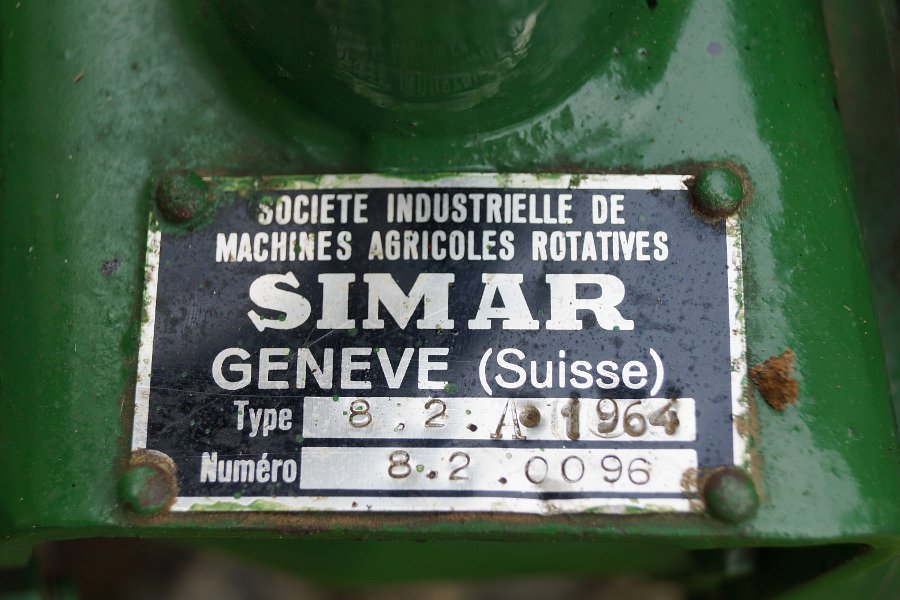 SOCIETE INDUSTRIELLE DE
MACHINES AGRICOLES ROTATIVES
SIMAR
GENEVE (Suisse)
Type 8.2.A 1964
Numéro 8.2.0096